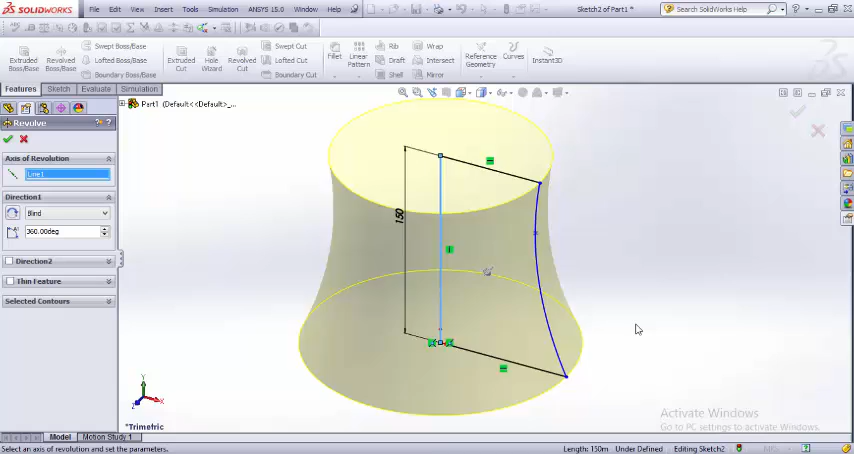 SOLIDWORKS File Edit View Insert Tools Simulation ANSYS 15.0 Window Help Sketch2 of Part1 * Search SolidWorks Help
Extruded Boss/Base
Revolved Boss/Base
Swept Boss/Base
Lofted Boss/Base
Boundary Boss/Base
Extruded Cut
Hole Wizard
Revolved Cut
Swept Cut
Lofted Cut
Boundary Cut
Fillet
Linear Pattern
Rib
Draft
Shell
Wrap
Intersect
Mirror
Reference Geometry
Curves
Instant3D
Features Sketch Evaluate Simulation
Part1 (Default<<Default>_...
Revolve
Axis of Revolution
Line1
Direction1
Blind
360.00deg
Direction2
Thin Feature
Selected Contours
150
Y
X
Z
*Trimetric
Activate Windows
Go to PC settings to activate Windows.
Model Motion Study 1
Select an axis of revolution and set the parameters. Length: 150m Under Defined Editing Sketch2